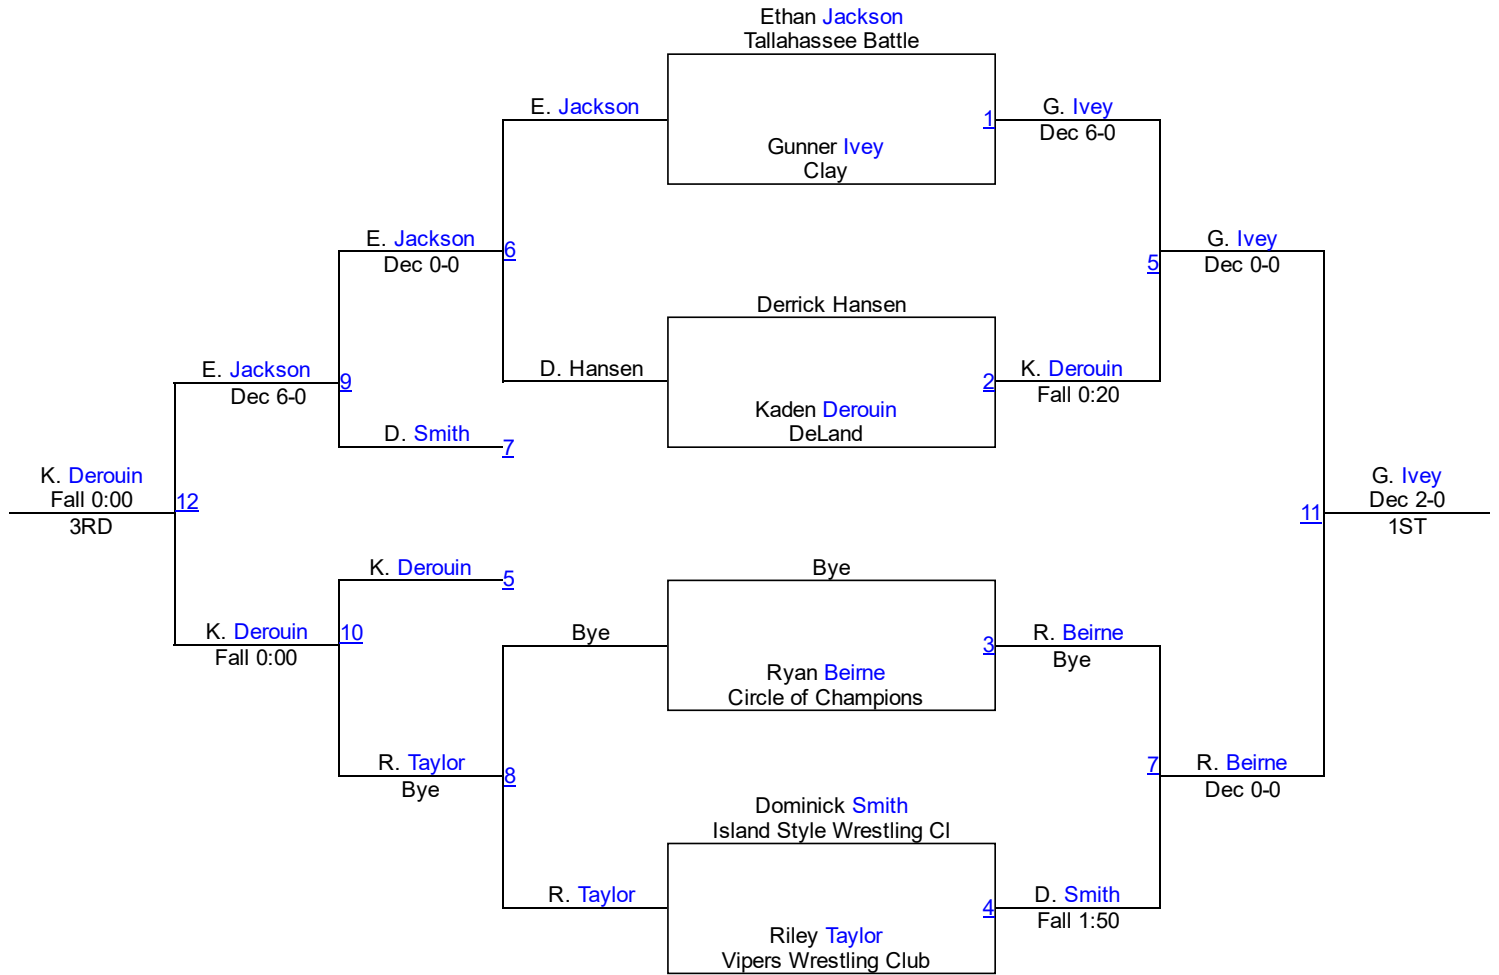 Ethan Jackson
Tallahassee Battle
E. Jackson
1
G. Ivey
Dec 6-0
Gunner Ivey
Clay
E. Jackson
Dec 0-0
6
G. Ivey
Dec 0-0
5
Derrick Hansen
E. Jackson
Dec 6-0
9
D. Hansen
2
K. Derouin
Fall 0:20
Kaden Derouin
DeLand
D. Smith
7
K. Derouin
Fall 0:00
3RD
12
G. Ivey
Dec 2-0
1ST
11
K. Derouin
5
Bye
K. Derouin
Fall 0:00
10
Bye
3
R. Beirne
Bye
Ryan Beirne
Circle of Champions
R. Taylor
Bye
8
7
R. Beirne
Dec 0-0
Dominick Smith
Island Style Wrestling Cl
R. Taylor
4
D. Smith
Fall 1:50
Riley Taylor
Vipers Wrestling Club